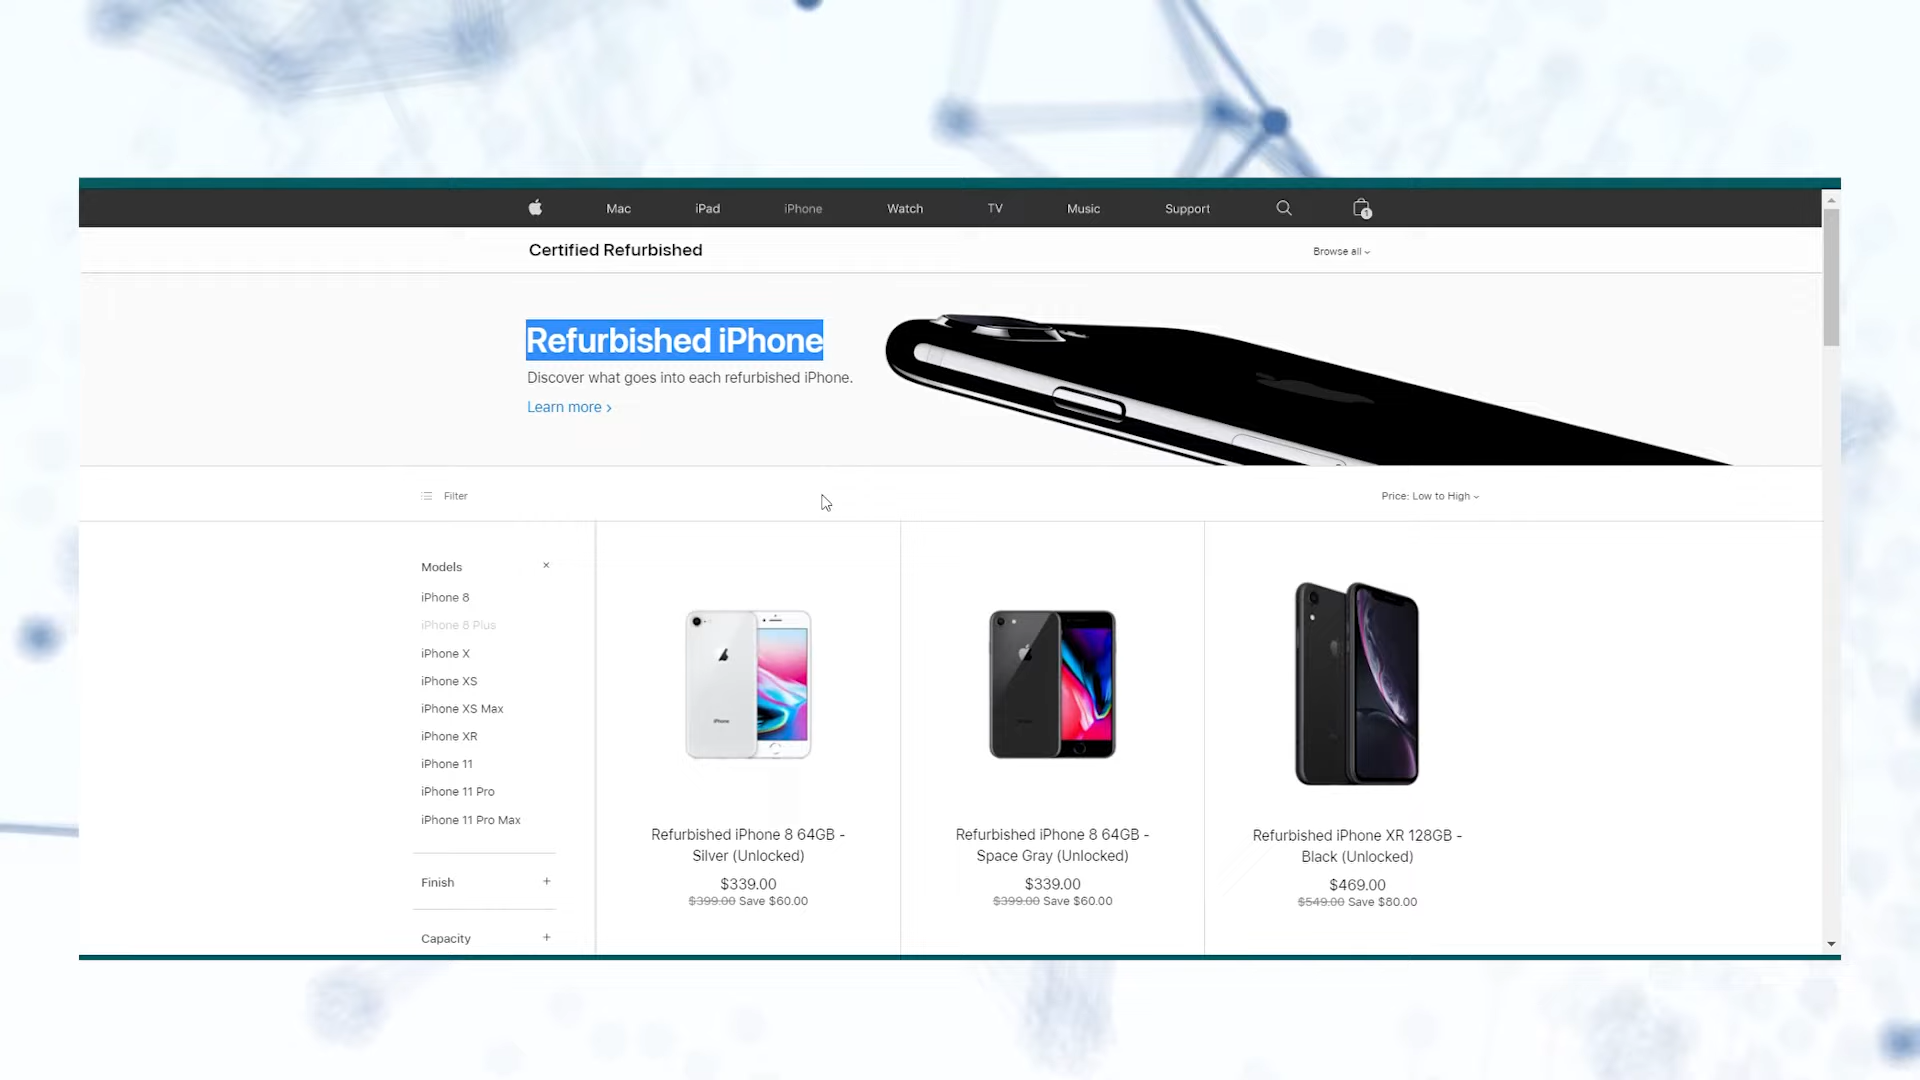 Mac
iPad
iPhone
Watch
TV
Music
Support
1
Certified Refurbished
Browse all
Refurbished iPhone
Discover what goes into each refurbished iPhone.
Learn more
Filter
Price: Low to High
Models
iPhone 8
iPhone 8 Plus
iPhone X
iPhone XS
iPhone XS Max
iPhone XR
iPhone 11
iPhone 11 Pro
iPhone 11 Pro Max
Finish
Capacity
iPhone
Refurbished iPhone 8 64GB -
Silver (Unlocked)
$339.00
$399.00 Save $60.00
Refurbished iPhone 8 64GB -
Space Gray (Unlocked)
$339.00
$399.00 Save $60.00
Refurbished iPhone XR 128GB -
Black (Unlocked)
$469.00
$549.00 Save $80.00